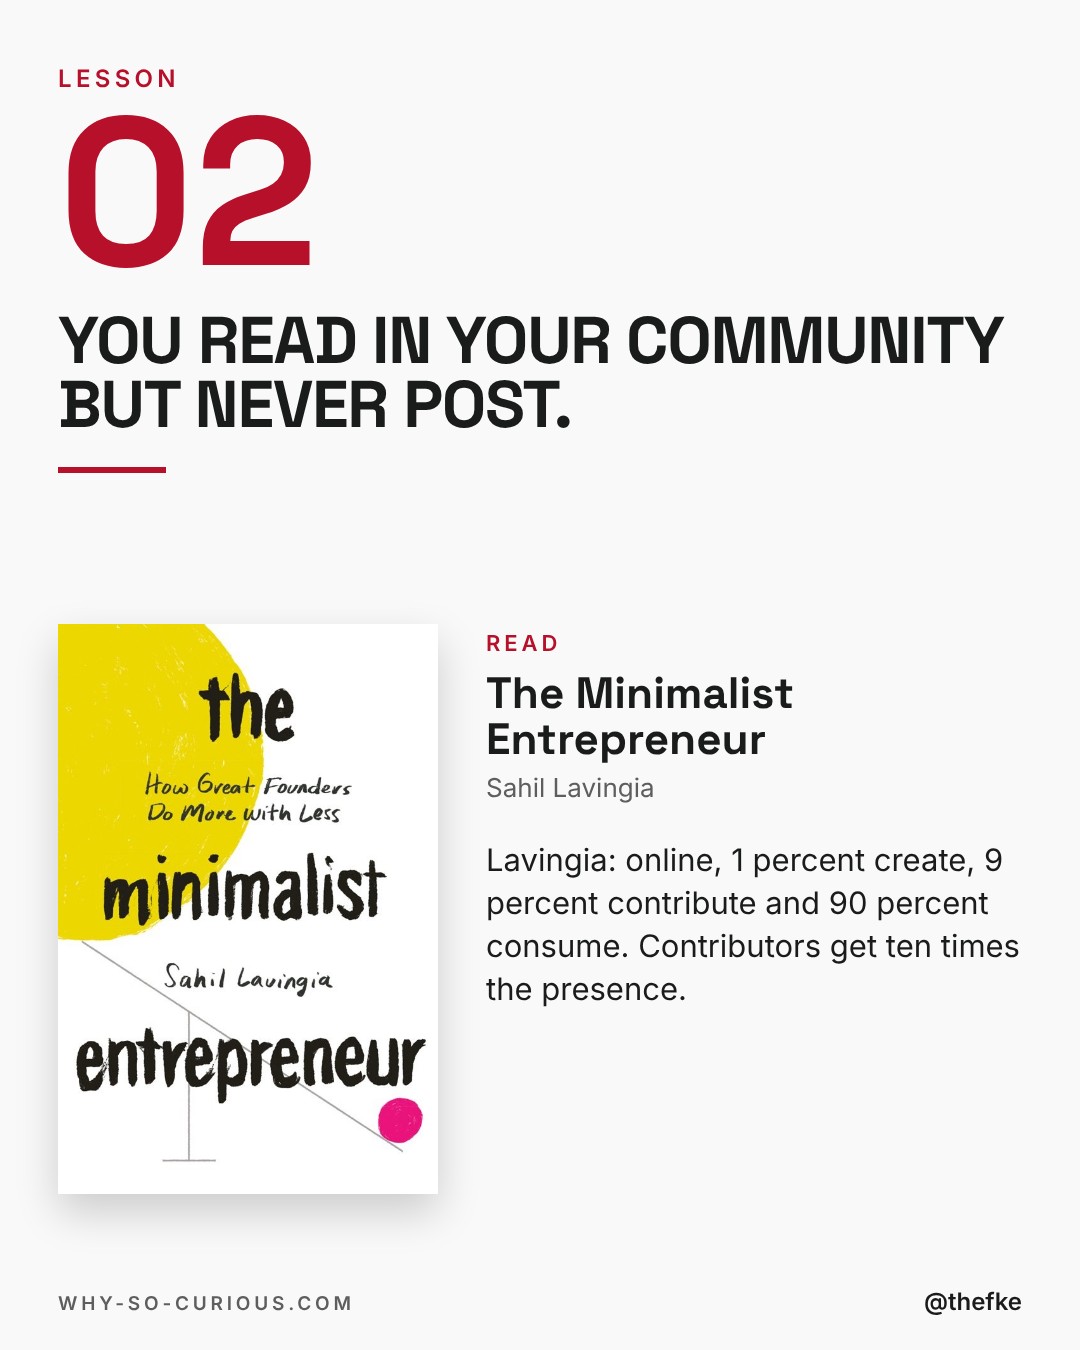 LESSON
02
YOU READ IN YOUR COMMUNITY
BUT NEVER POST.
the
How Great Founders
Do More with Less
minimalist
Sahil Lavingia
entrepreneur
READ
The Minimalist
Entrepreneur
Sahil Lavingia
Lavingia: online, 1 percent create, 9
percent contribute and 90 percent
consume. Contributors get ten times
the presence.
WHY-SO-CURIOUS.COM
@thefke